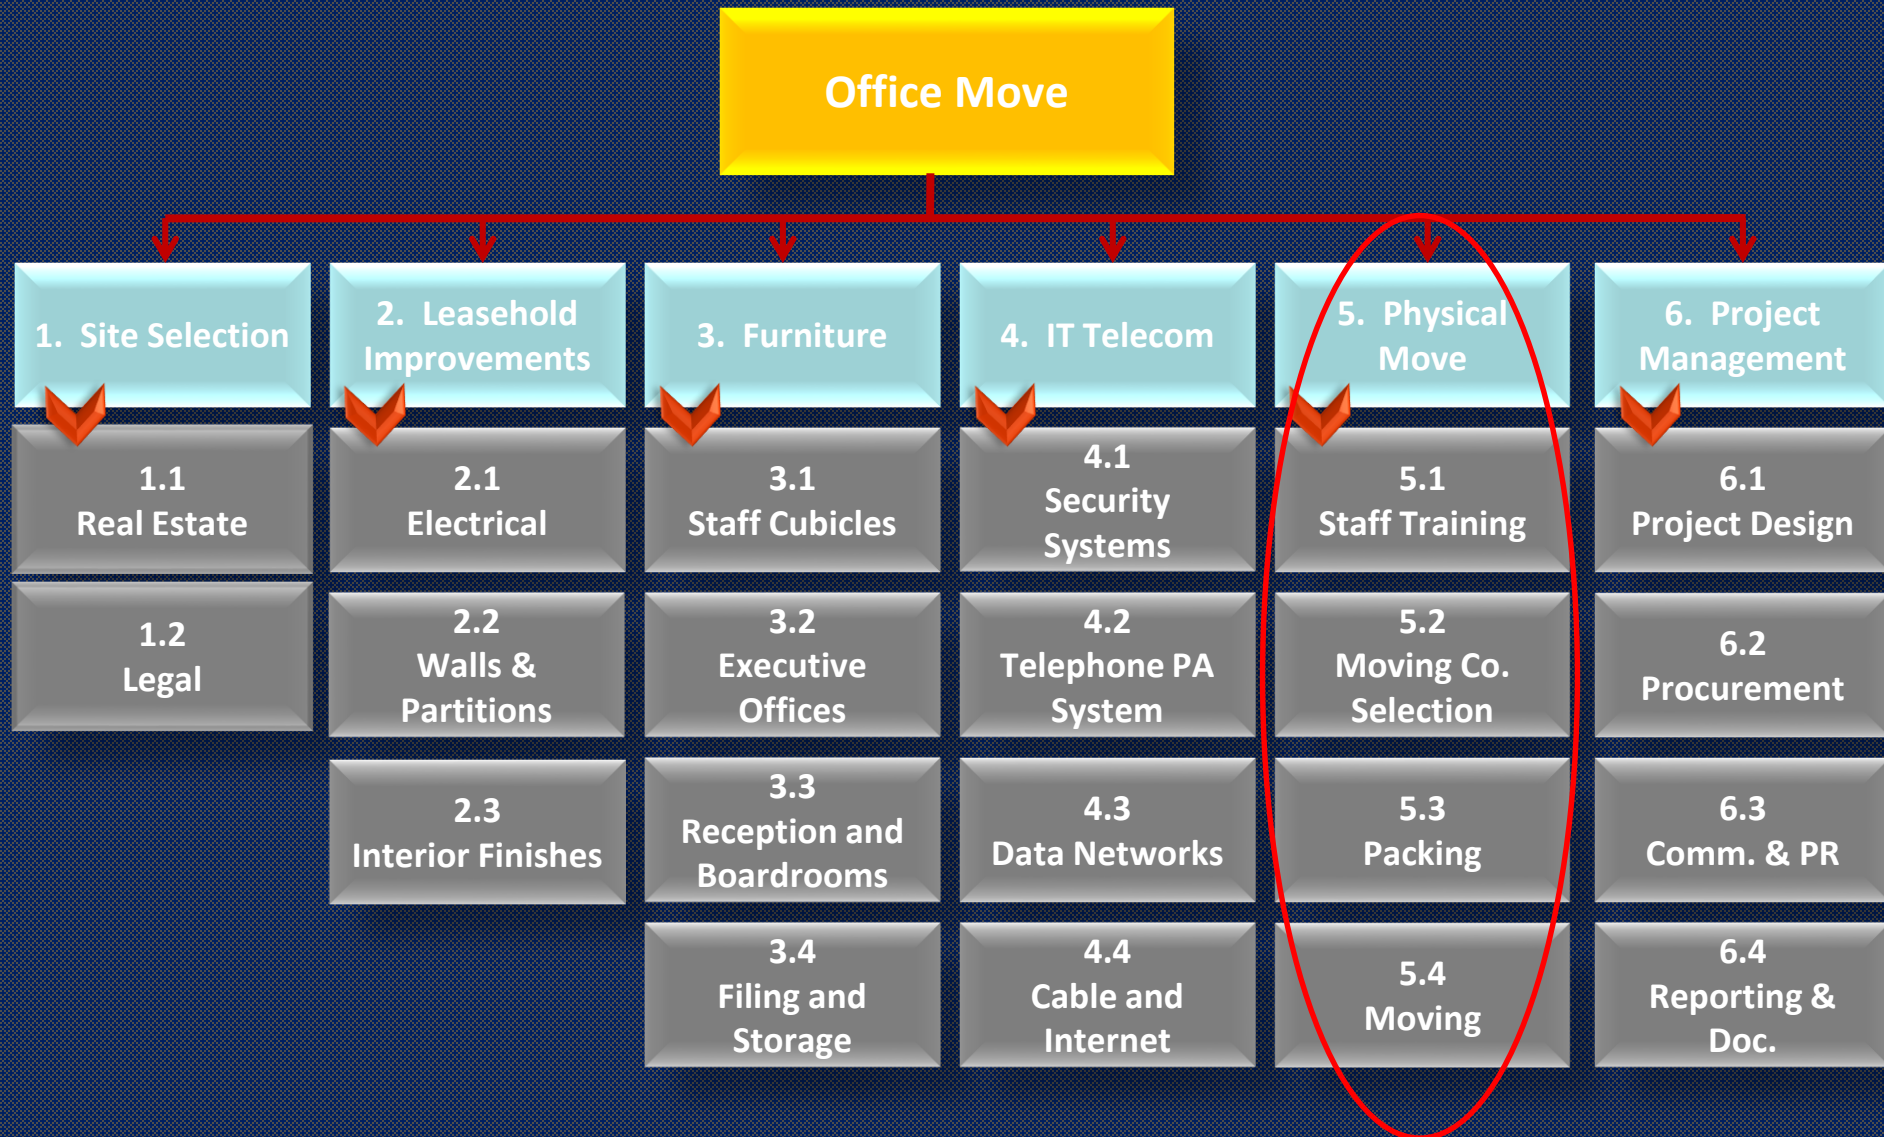 Office Move
1. Site Selection
2. Leasehold
Improvements
3. Furniture
4. IT Telecom
5. Physical
Move
6. Project
Management
1.1
Real Estate
2.1
Electrical
3.1
Staff Cubicles
4.1
Security
Systems
5.1
Staff Training
6.1
Project Design
1.2
Legal
2.2
Walls &
Partitions
3.2
Executive
Offices
4.2
Telephone PA
System
5.2
Moving Co.
Selection
6.2
Procurement
2.3
Interior Finishes
3.3
Reception and
Boardrooms
4.3
Data Networks
5.3
Packing
6.3
Comm. & PR
3.4
Filing and
Storage
4.4
Cable and
Internet
5.4
Moving
6.4
Reporting &
Doc.